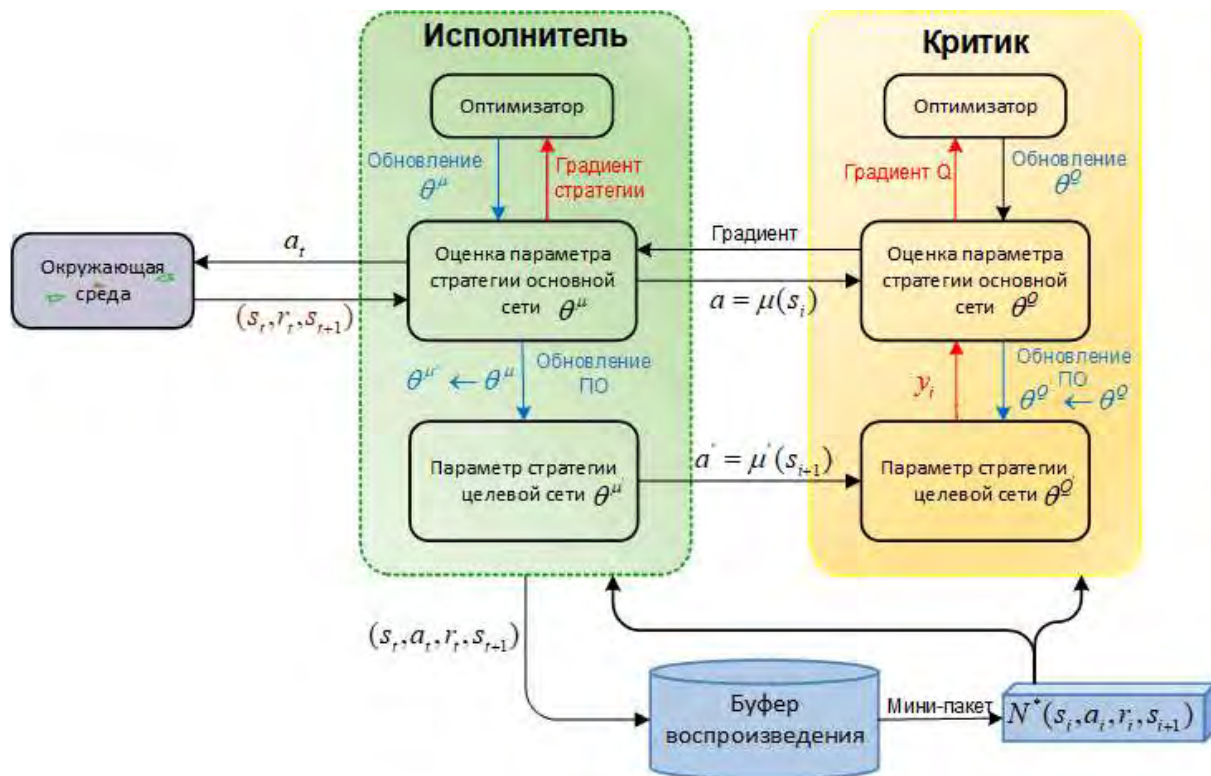 Исполнитель
Оптимизатор
Обновление
θ^μ
Градиент
стратегии
Оценка параметра
стратегии основной
сети θ^μ
θ^μ' ← θ^μ
Обновление
ПО
Параметр стратегии
целевой сети θ^μ'
Критик
Оптимизатор
Градиент Q
Обновление
θ^Q
Оценка параметра
стратегии основной
сети θ^Q
y_i
Обновление
ПО
θ^Q' ← θ^Q
Параметр стратегии
целевой сети θ^Q'
Окружающая
среда
a_t
(s_t, r_t, s_{t+1})
Градиент
a = μ(s_i)
a' = μ'(s_{i+1})
(s_t, a_t, r_t, s_{t+1})
Буфер
воспроизведения
Мини-пакет
N*(s_i, a_i, r_i, s_{i+1})